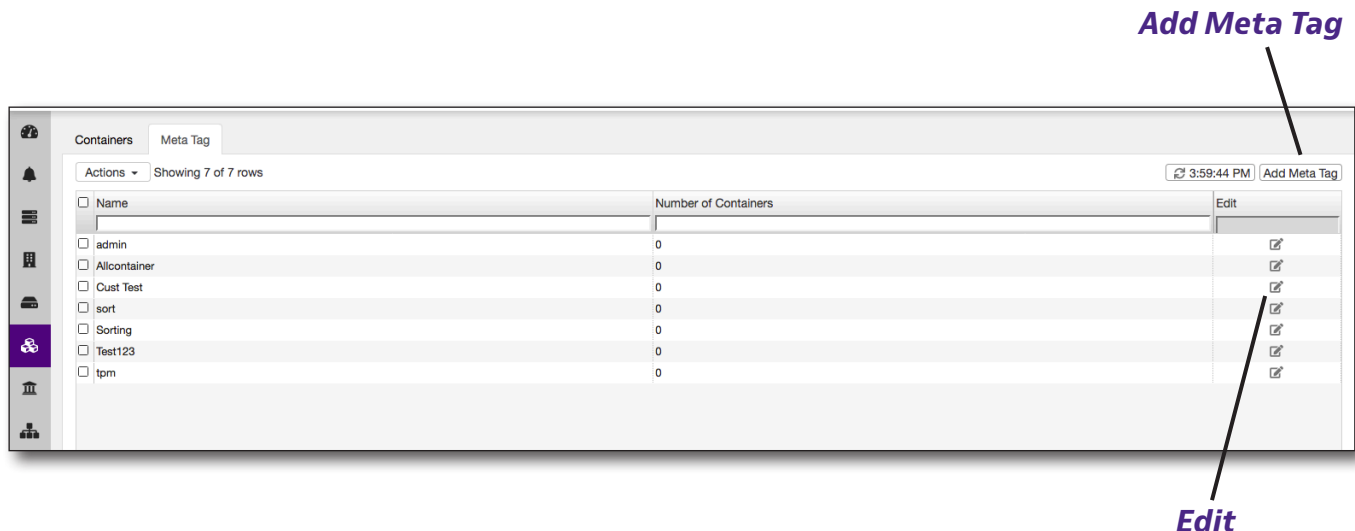 Add Meta Tag
Containers Meta Tag
Actions Showing 7 of 7 rows 3:59:44 PM Add Meta Tag
Name Number of Containers Edit
admin 0
Allcontainer 0
Cust Test 0
sort 0
Sorting 0
Test123 0
tpm 0
Edit